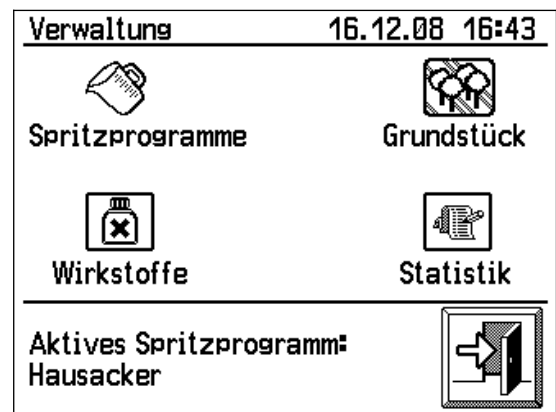 Verwaltung 16.12.08 16:43
Spritzprogramme Grundstück
Wirkstoffe Statistik
Aktives Spritzprogramm:
Hausacker